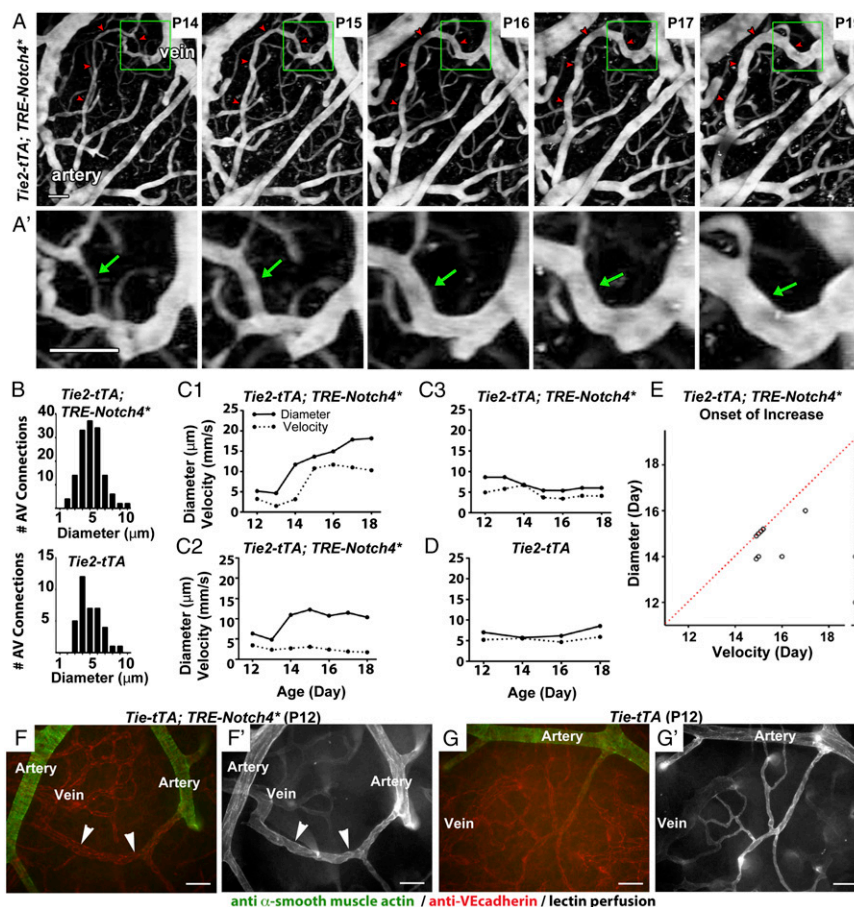 A
Tie2-tTA; TRE-Notch4*
P14
vein
artery
P15
P16
P17
A'
B
Tie2-tTA;
TRE-Notch4*
# AV Connections
40
30
20
10
1 5 10
Diameter (μm)
Tie2-tTA
# AV Connections
15
10
5
1 5 10
Diameter (μm)
C1
Tie2-tTA; TRE-Notch4*
Diameter (μm)
Velocity (mm/s)
25
20
15
10
5
0
Diameter
Velocity
12 14 16 18
C2
Tie2-tTA; TRE-Notch4*
Diameter (μm)
Velocity (mm/s)
25
20
15
10
5
0
12 14 16 18
Age (Day)
C3
Tie2-tTA; TRE-Notch4*
25
20
15
10
5
0
12 14 16 18
D
Tie2-tTA
25
20
15
10
5
0
12 14 16 18
Age (Day)
E
Tie2-tTA; TRE-Notch4*
Onset of Increase
Diameter (Day)
18
16
14
12
12 14 16 18
Velocity (Day)
Tie-tTA; TRE-Notch4* (P12)
Tie-tTA (P12)
F
Artery
Vein
Artery
F'
Artery
Vein
Artery
G
Artery
Vein
G'
Artery
Vein
anti α-smooth muscle actin / anti-VEcadherin / lectin perfusion